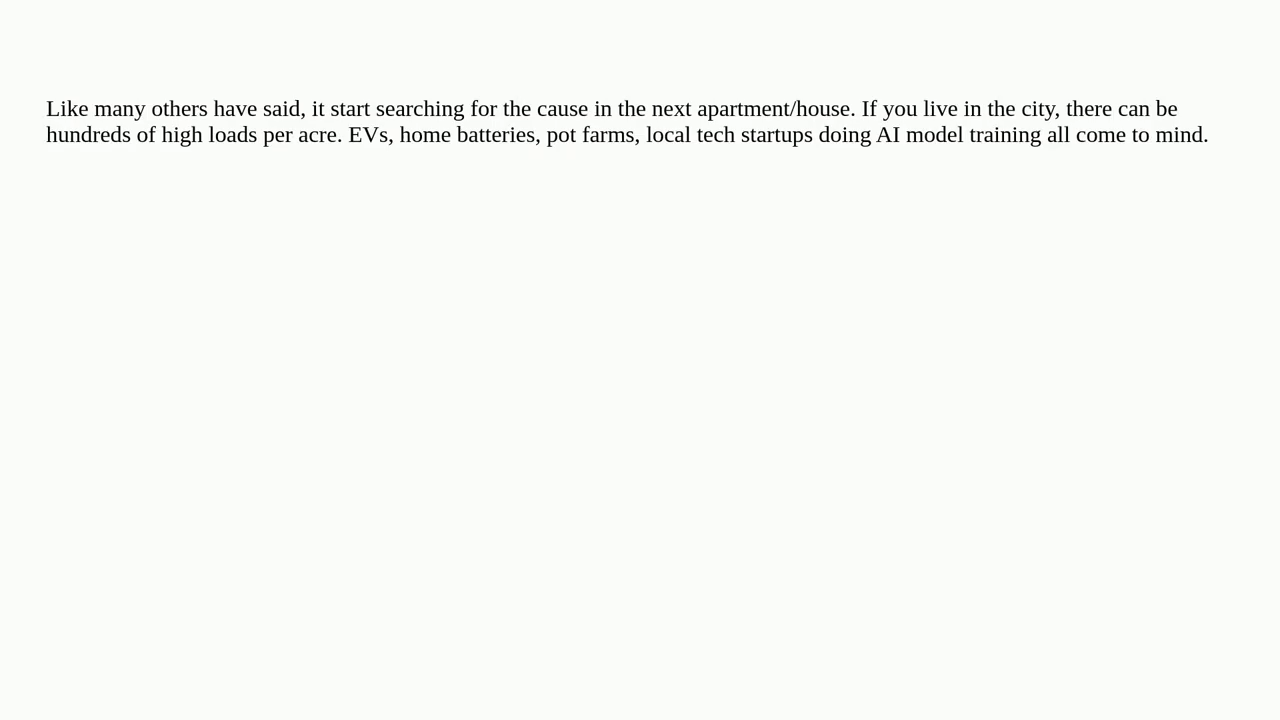 Like many others have said, it start searching for the cause in the next apartment/house. If you live in the city, there can be
hundreds of high loads per acre. EVs, home batteries, pot farms, local tech startups doing AI model training all come to mind.